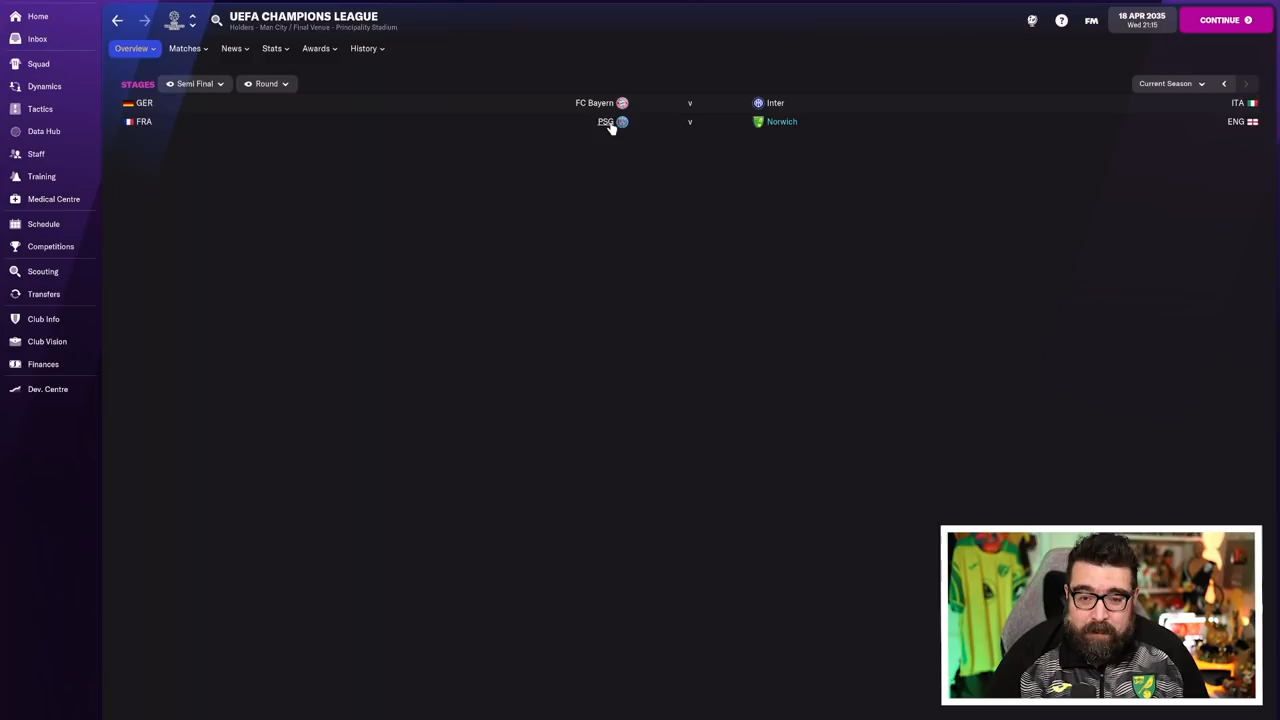 UEFA CHAMPIONS LEAGUE
Holders - Man City / Final Venue - Principality Stadium
FM
18 APR 2035
Wed 21:15
CONTINUE
Home
Inbox
Squad
Dynamics
Tactics
Data Hub
Staff
Training
Medical Centre
Schedule
Competitions
Scouting
Transfers
Club Info
Club Vision
Finances
Dev. Centre
Overview
Matches
News
Stats
Awards
History
STAGES
Semi Final
Round
Current Season
GER FC Bayern v Inter ITA
FRA PSG v Norwich ENG